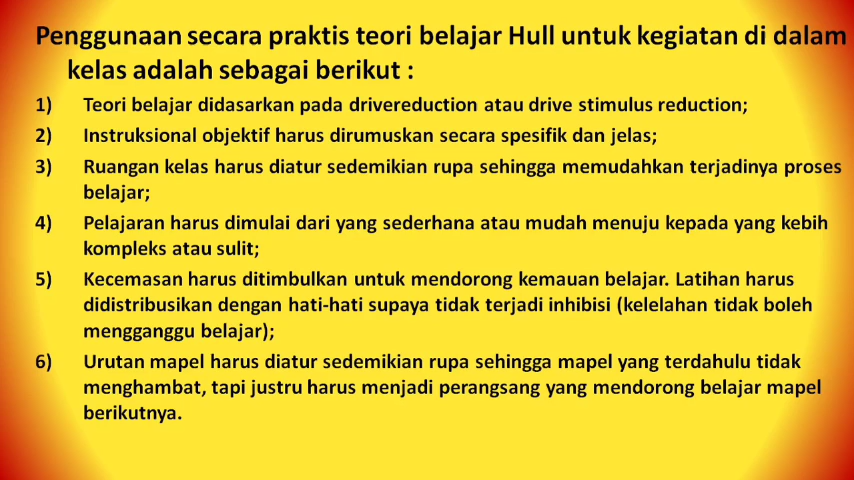 Penggunaan secara praktis teori belajar Hull untuk kegiatan di dalam
kelas adalah sebagai berikut :
1) Teori belajar didasarkan pada drivereduction atau drive stimulus reduction;
2) Instruksional objektif harus dirumuskan secara spesifik dan jelas;
3) Ruangan kelas harus diatur sedemikian rupa sehingga memudahkan terjadinya proses
belajar;
4) Pelajaran harus dimulai dari yang sederhana atau mudah menuju kepada yang kebih
kompleks atau sulit;
5) Kecemasan harus ditimbulkan untuk mendorong kemauan belajar. Latihan harus
didistribusikan dengan hati-hati supaya tidak terjadi inhibisi (kelelahan tidak boleh
mengganggu belajar);
6) Urutan mapel harus diatur sedemikian rupa sehingga mapel yang terdahulu tidak
menghambat, tapi justru harus menjadi perangsang yang mendorong belajar mapel
berikutnya.